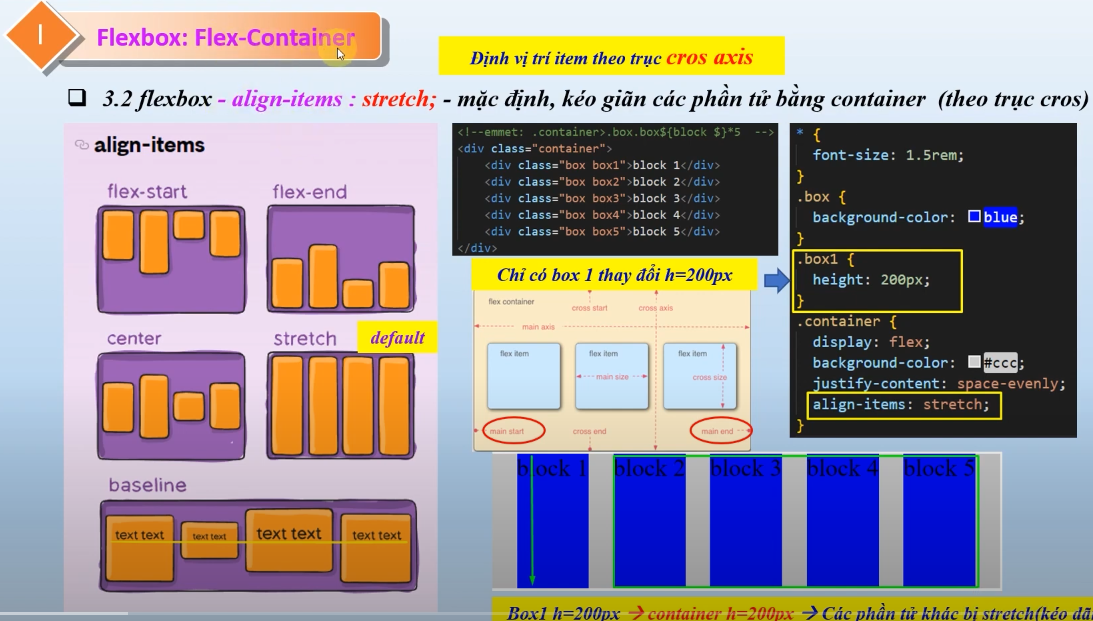 I
Flexbox: Flex-Container
Định vị trí item theo trục cros axis
3.2 flexbox - align-items : stretch; - mặc định, kéo giãn các phần tử bằng container (theo trục cros)
align-items
flex-start
flex-end
center
stretch
default
baseline
text text
text text
text text
text text
<!--emmet: .container>.box.box${block $}*5 -->
<div class="container">
<div class="box box1">block 1</div>
<div class="box box2">block 2</div>
<div class="box box3">block 3</div>
<div class="box box4">block 4</div>
<div class="box box5">block 5</div>
</div>
Chỉ có box 1 thay đổi h=200px
flex container
cross start
cross axis
main axis
flex item
flex item
flex item
main size
cross size
main start
cross end
main end
* {
font-size: 1.5rem;
}
.box {
background-color: blue;
}
.box1 {
height: 200px;
}
.container {
display: flex;
background-color: #ccc;
justify-content: space-evenly;
align-items: stretch;
}
block 1
block 2
block 3
block 4
block 5
Box1 h=200px → container h=200px → Các phần tử khác bị stretch(kéo